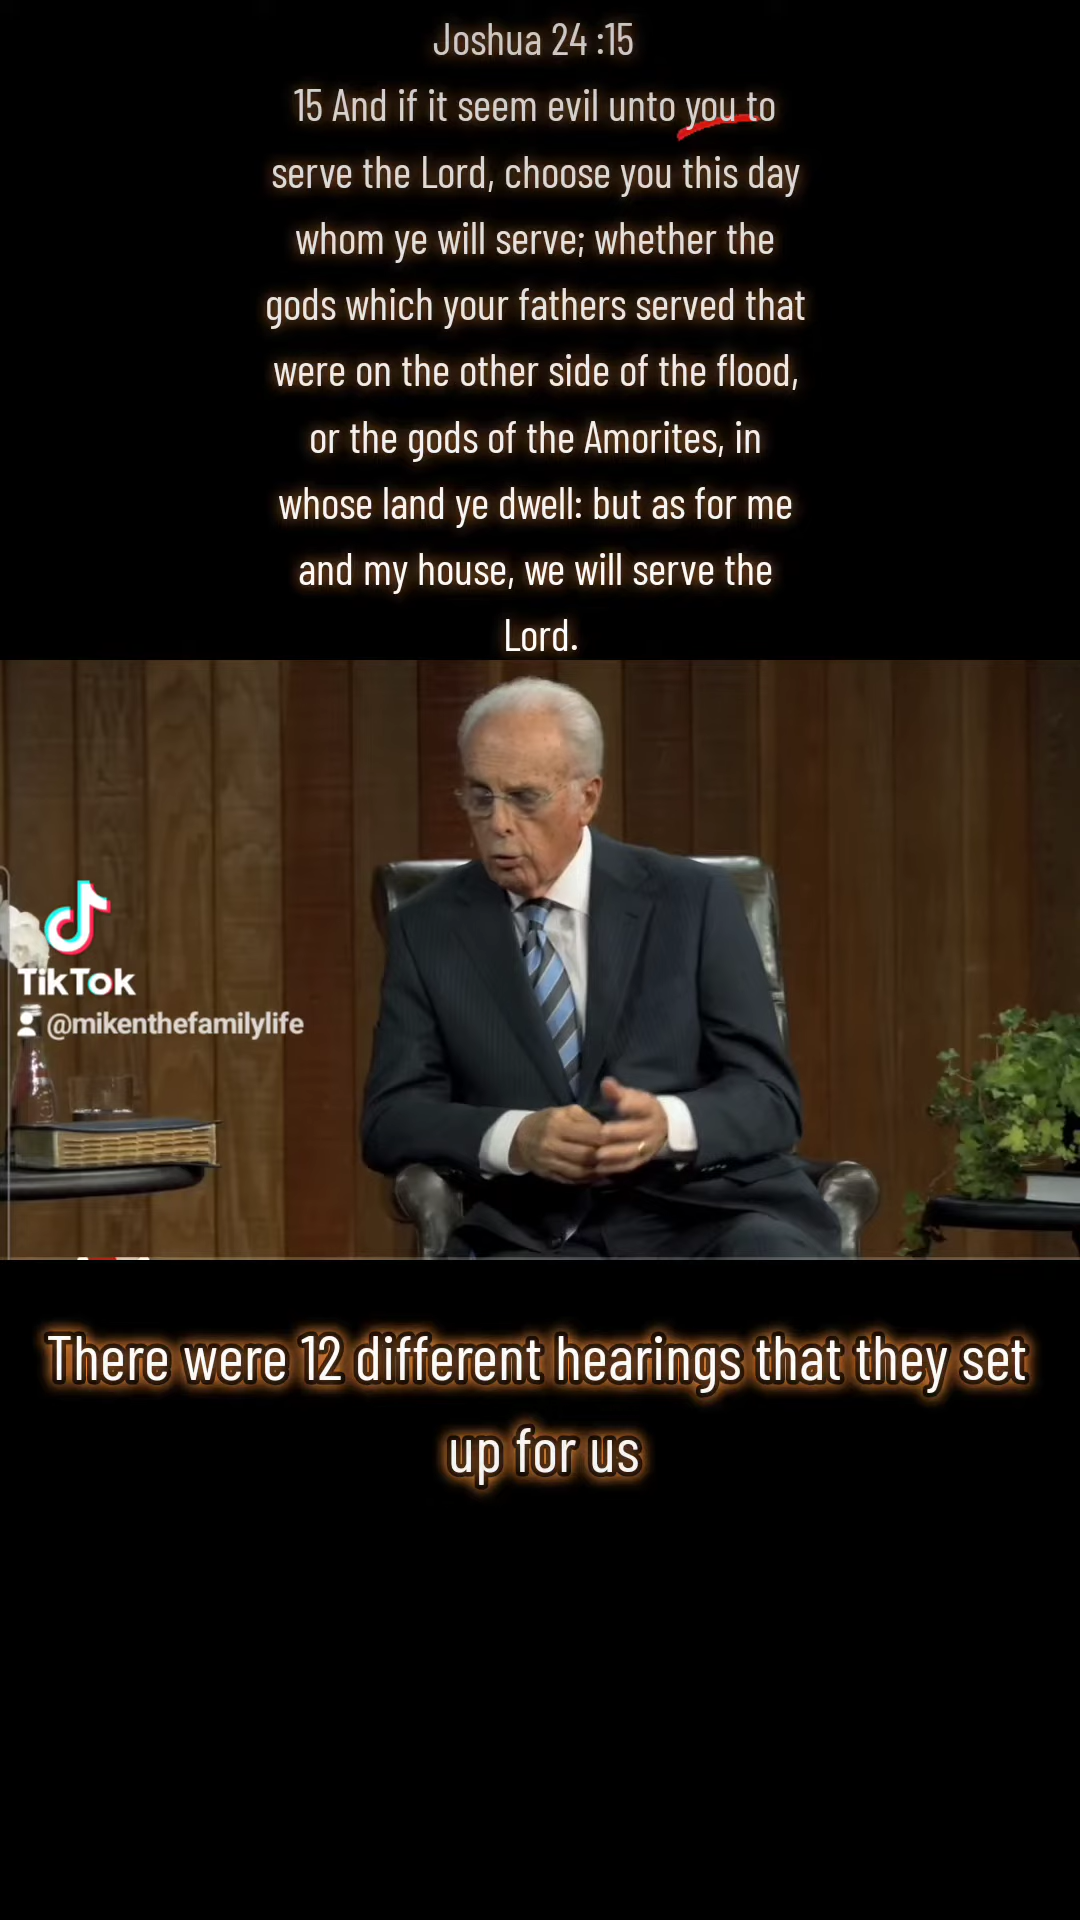 Joshua 24 :15
15 And if it seem evil unto you to
serve the Lord, choose you this day
whom ye will serve; whether the
gods which your fathers served that
were on the other side of the flood,
or the gods of the Amorites, in
whose land ye dwell: but as for me
and my house, we will serve the
Lord.
TikTok
@mikenthefamilylife
There were 12 different hearings that they set
up for us